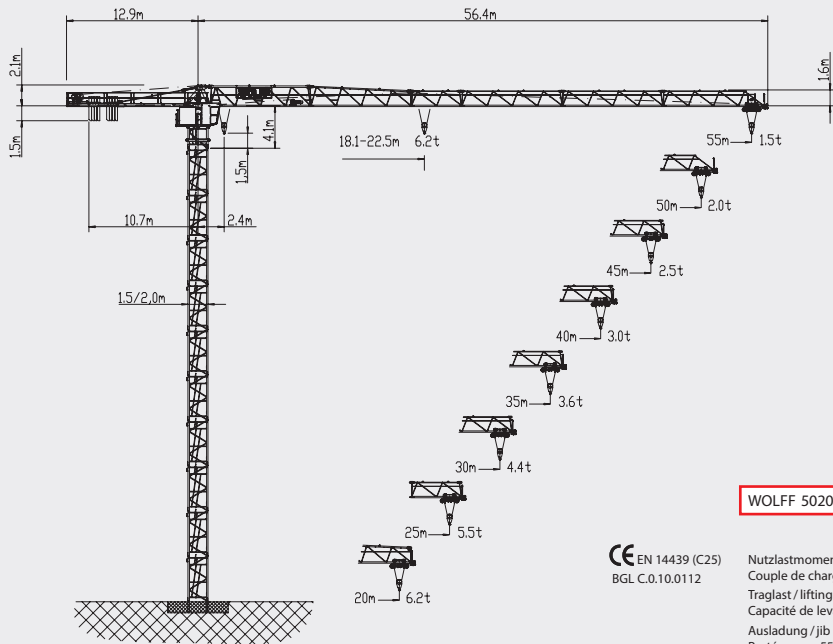 12.9m
56.4m
2.1m
1.6m
1.5m
4.1m
1.5m
18.1-22.5m 6.2t
55m 1.5t
10.7m
2.4m
50m 2.0t
45m 2.5t
1.5/2,0m
40m 3.0t
35m 3.6t
30m 4.4t
25m 5.5t
20m 6.2t
WOLFF 5020
CE EN 14439 (C25)
BGL C.0.10.0112
Nutzlastmomen
Couple de charg
Traglast / lifting
Capacité de lev
Ausladung / jib